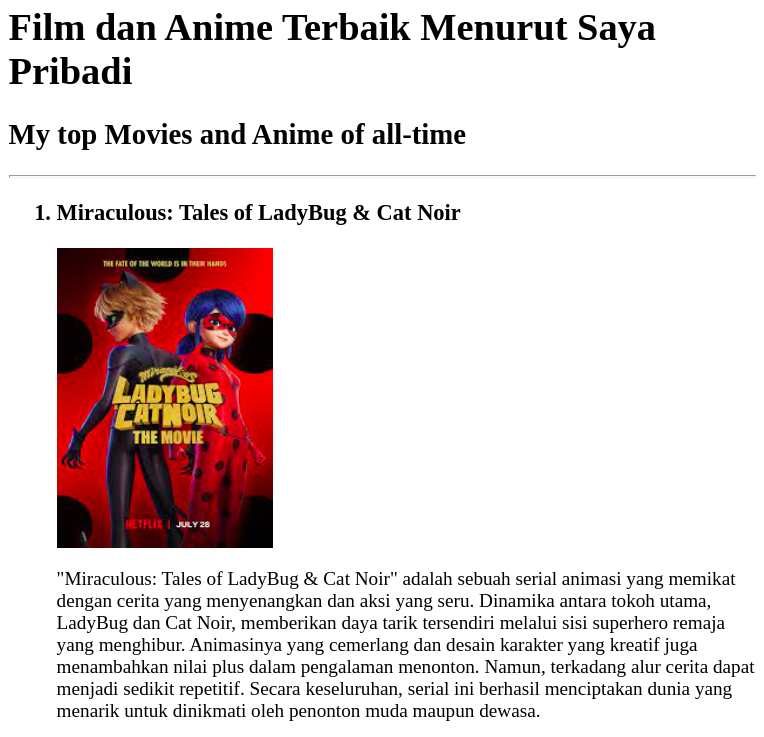 Film dan Anime Terbaik Menurut Saya
Pribadi
My top Movies and Anime of all-time
1. Miraculous: Tales of LadyBug & Cat Noir
THE FATE OF THE WORLD IS IN THEIR HANDS
Miraculous
LADYBUG
CATNOIR
THE MOVIE
NETFLIX | JULY 28
"Miraculous: Tales of LadyBug & Cat Noir" adalah sebuah serial animasi yang memikat
dengan cerita yang menyenangkan dan aksi yang seru. Dinamika antara tokoh utama,
LadyBug dan Cat Noir, memberikan daya tarik tersendiri melalui sisi superhero remaja
yang menghibur. Animasinya yang cemerlang dan desain karakter yang kreatif juga
menambahkan nilai plus dalam pengalaman menonton. Namun, terkadang alur cerita dapat
menjadi sedikit repetitif. Secara keseluruhan, serial ini berhasil menciptakan dunia yang
menarik untuk dinikmati oleh penonton muda maupun dewasa.